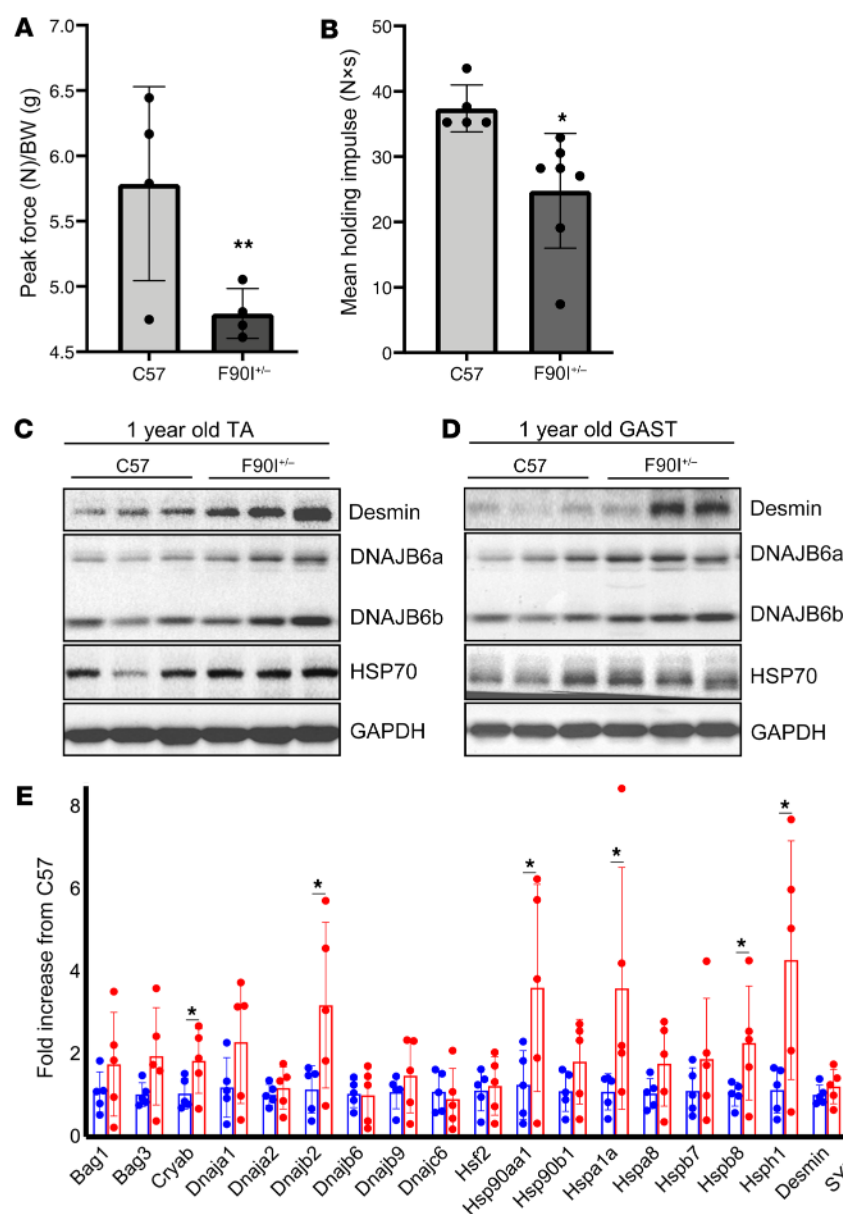 A
B
Peak force (N)/BW (g)
7.0
6.5
6.0
5.5
5.0
4.5
**
C57
F90I+/–
Mean holding impulse (N×s)
50
40
30
20
10
0
*
C57
F90I+/–
C
1 year old TA
C57
F90I+/–
Desmin
DNAJB6a
DNAJB6b
HSP70
GAPDH
D
1 year old GAST
C57
F90I+/–
Desmin
DNAJB6a
DNAJB6b
HSP70
GAPDH
E
Fold increase from C57
8
6
4
2
0
*
*
*
*
*
*
Bag1
Bag3
Cryab
Dnaja1
Dnaja2
Dnajb2
Dnajb6
Dnajb9
Dnajc6
Hsf2
Hsp90aa1
Hsp90b1
Hspa1a
Hspa8
Hspb7
Hspb8
Hsph1
Desmin